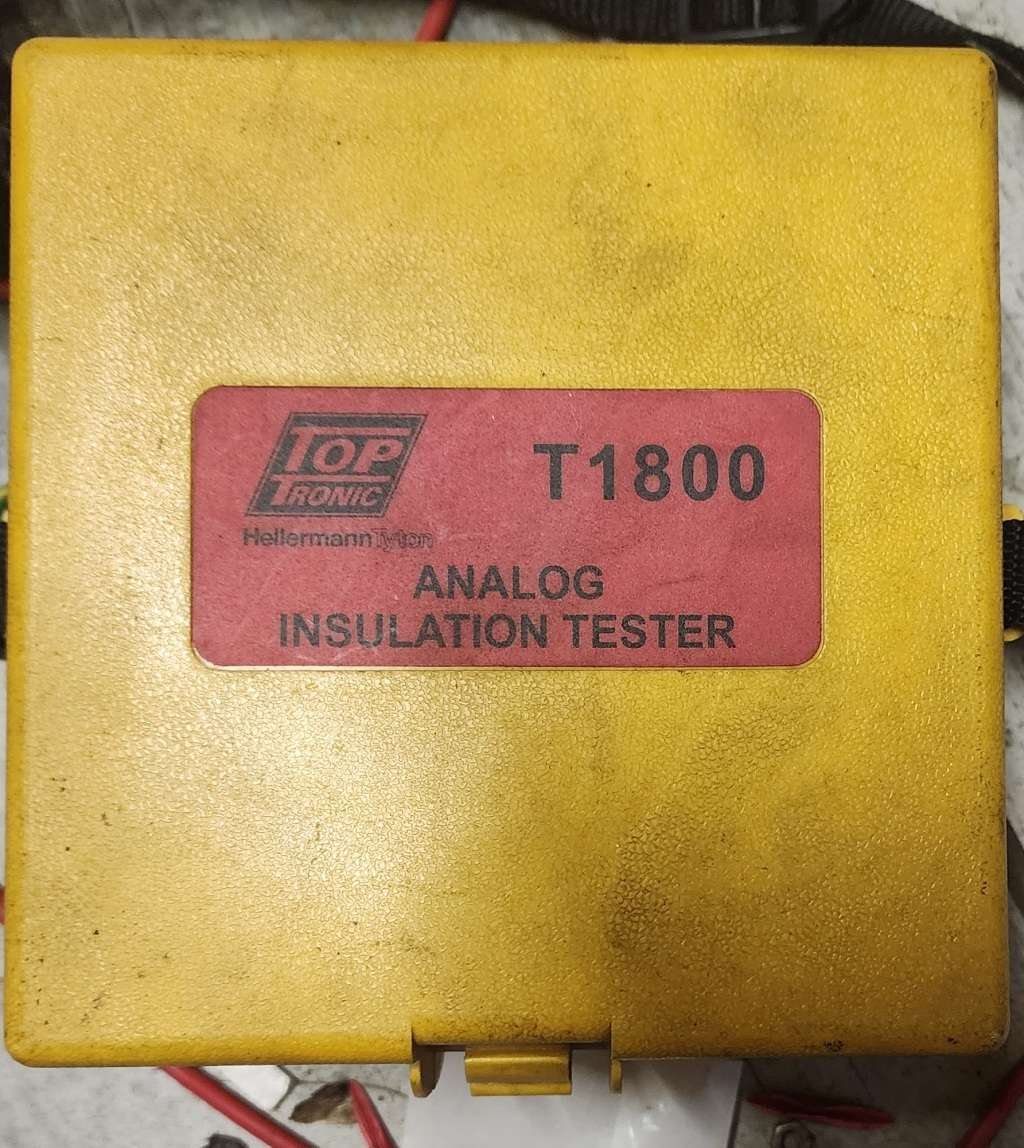 TOP
TRONIC
T1800
HellermannTyton
ANALOG
INSULATION TESTER